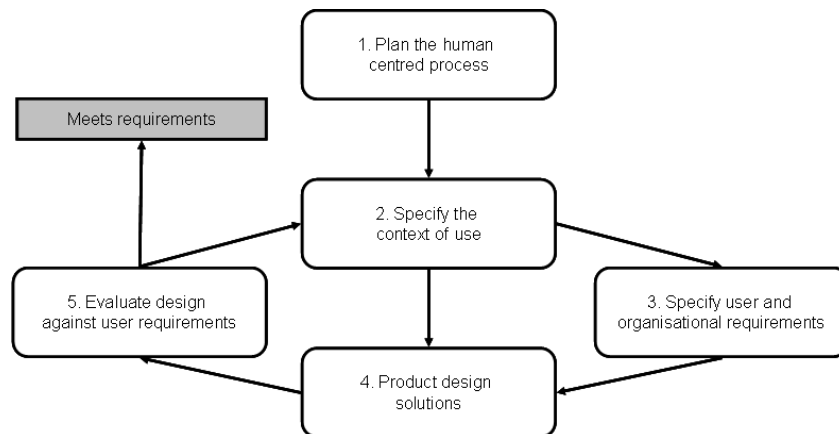 1. Plan the human
centred process
Meets requirements
2. Specify the
context of use
5. Evaluate design
against user requirements
3. Specify user and
organisational requirements
4. Product design
solutions